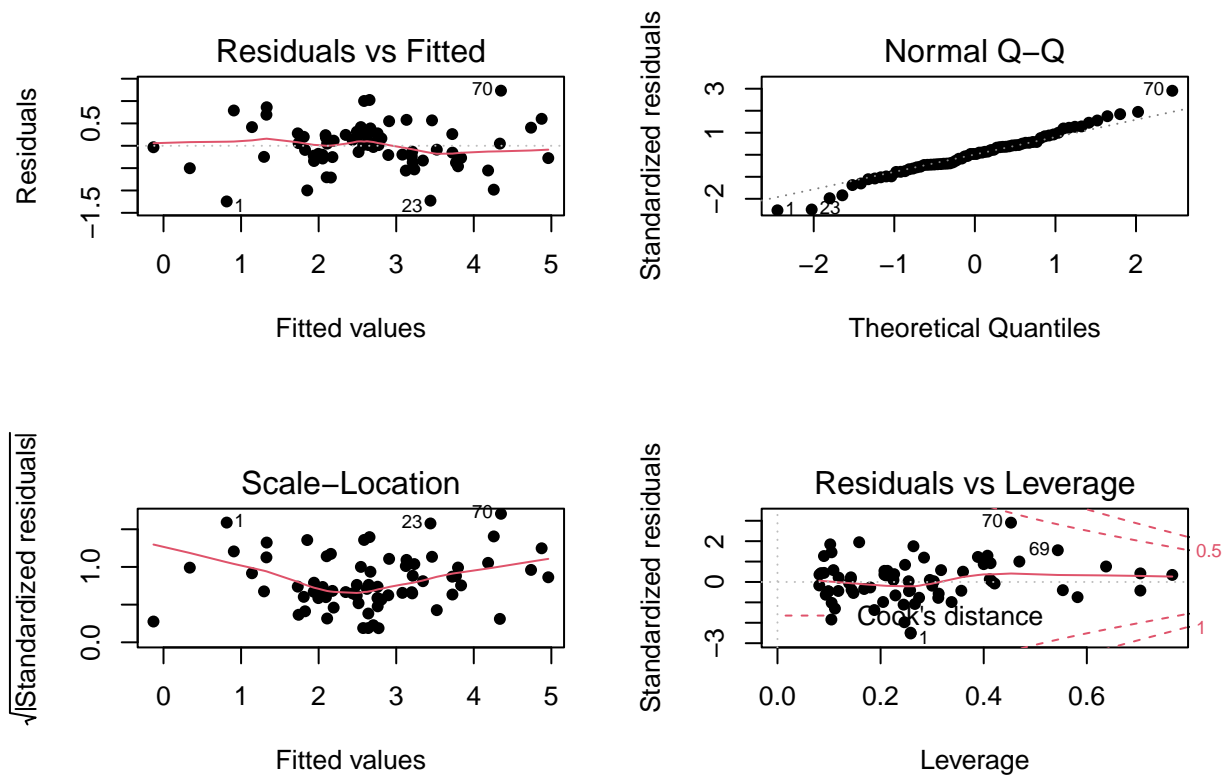 Residuals vs Fitted
Residuals
0.5
−1.5
70
1
23
0 1 2 3 4 5
Fitted values
Normal Q−Q
Standardized residuals
3
1
−2
70
1
23
−2 −1 0 1 2
Theoretical Quantiles
Scale−Location
√|Standardized residuals|
1.0
0.0
1
23
70
0 1 2 3 4 5
Fitted values
Residuals vs Leverage
Standardized residuals
2
0
−3
70
69
1
Cook's distance
0.5
1
0.0 0.2 0.4 0.6
Leverage